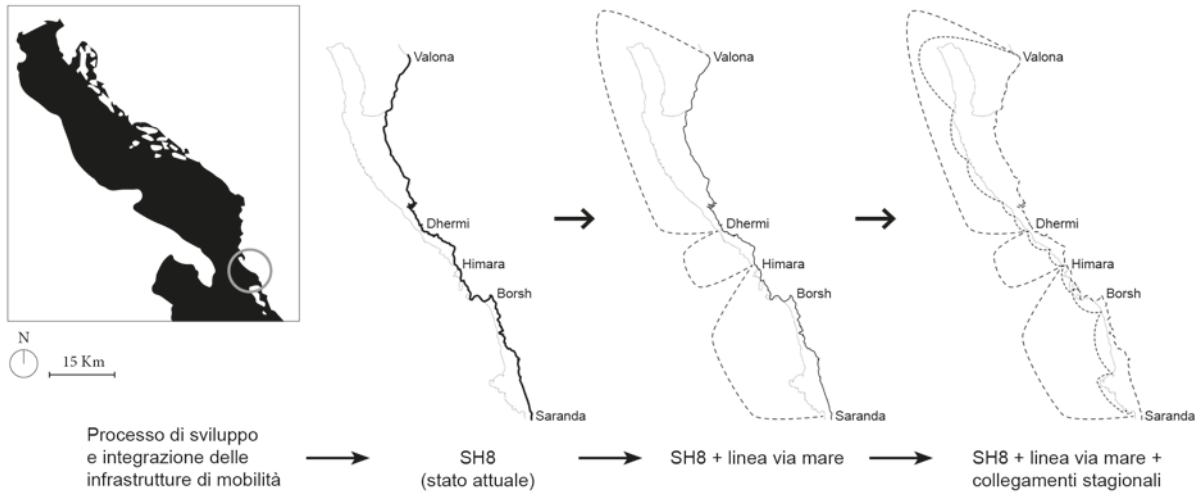 Valona
Dhermi
Himara
Borsh
Saranda
Valona
Dhermi
Himara
Borsh
Saranda
Valona
Dhermi
Himara
Borsh
Saranda
N
15 Km
Processo di sviluppo
e integrazione delle
infrastrutture di mobilità
SH8
(stato attuale)
SH8 + linea via mare
SH8 + linea via mare +
collegamenti stagionali